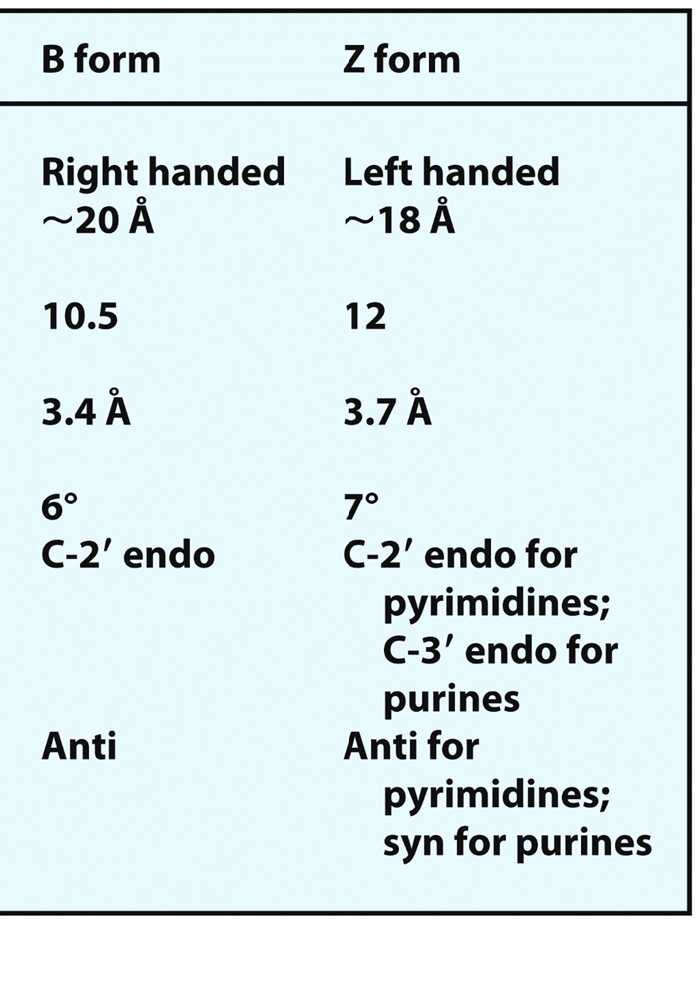 B form Z form
Right handed Left handed
~20 Å ~18 Å
10.5 12
3.4 Å 3.7 Å
6° 7°
C-2′ endo C-2′ endo for
pyrimidines;
C-3′ endo for
purines
Anti Anti for
pyrimidines;
syn for purines